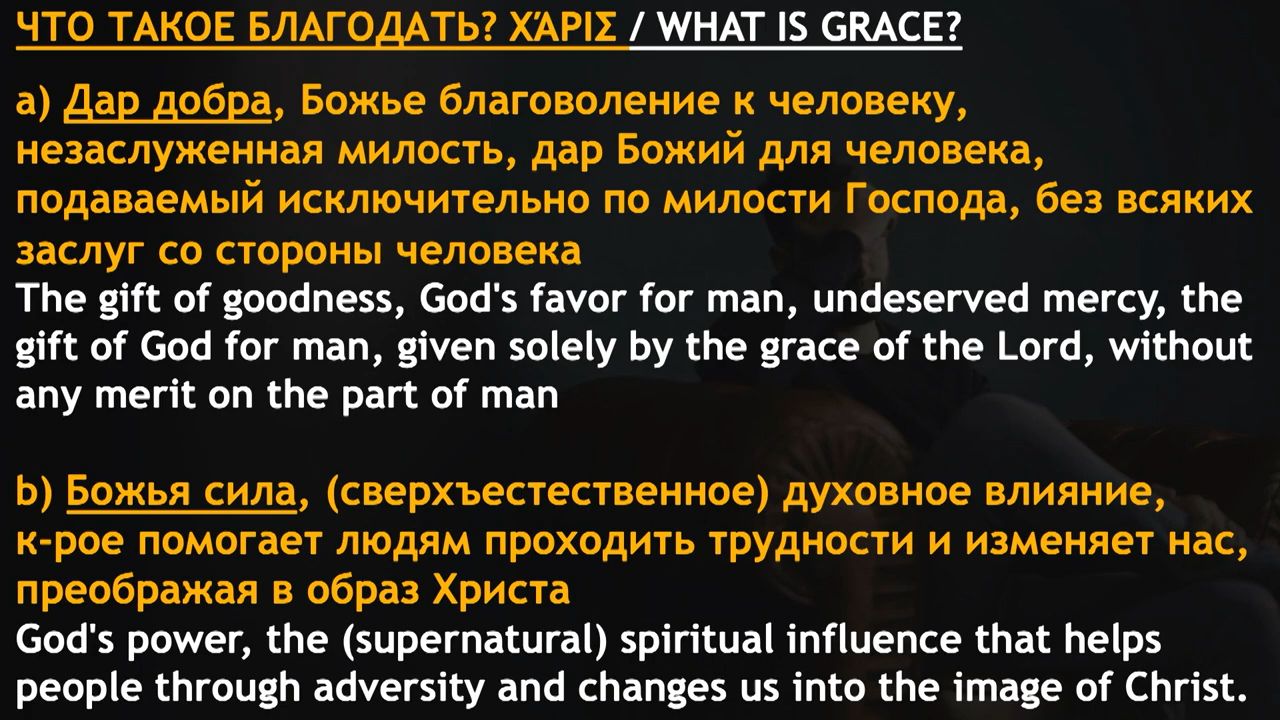 ЧТО ТАКОЕ БЛАГОДАТЬ? ΧΆΡΙΣ / WHAT IS GRACE?
a) Дар добра, Божье благоволение к человеку,
незаслуженная милость, дар Божий для человека,
подаваемый исключительно по милости Господа, без всяких
заслуг со стороны человека
The gift of goodness, God's favor for man, undeserved mercy, the
gift of God for man, given solely by the grace of the Lord, without
any merit on the part of man
b) Божья сила, (сверхъестественное) духовное влияние,
к-рое помогает людям проходить трудности и изменяет нас,
преображая в образ Христа
God's power, the (supernatural) spiritual influence that helps
people through adversity and changes us into the image of Christ.